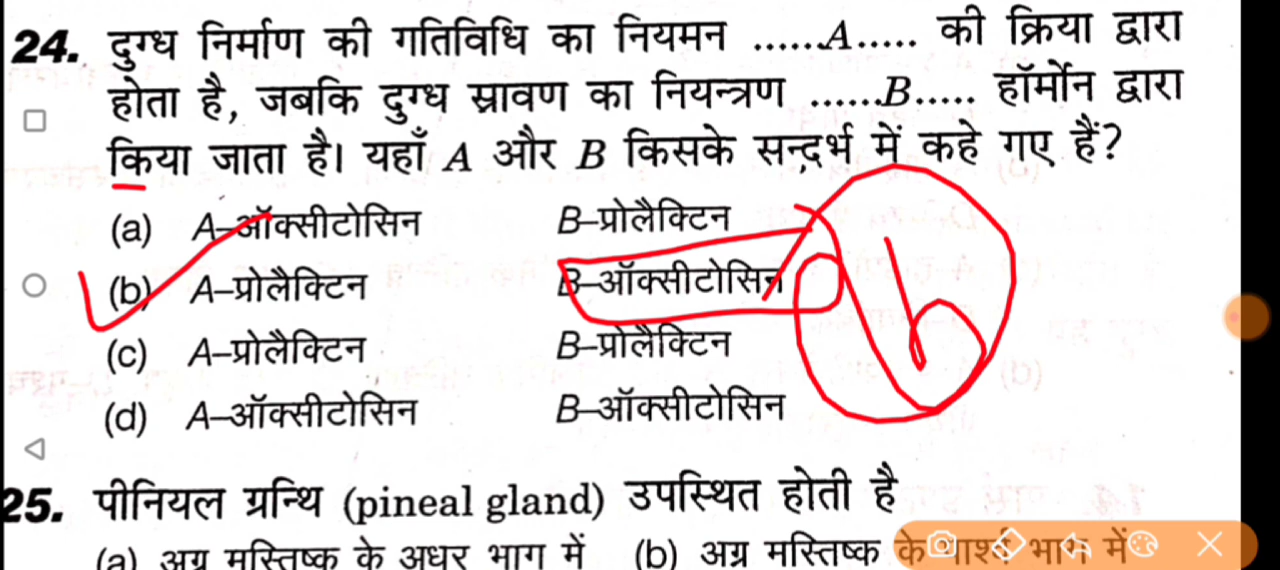 24. दुग्ध निर्माण की गतिविधि का नियमन ......A..... की क्रिया द्वारा
होता है, जबकि दुग्ध स्रावण का नियन्त्रण ......B..... हॉर्मोन द्वारा
किया जाता है। यहाँ A और B किसके सन्दर्भ में कहे गए हैं?
(a) A–ऑक्सीटोसिन B–प्रोलैक्टिन
(b) A–प्रोलैक्टिन B–ऑक्सीटोसिन
(c) A–प्रोलैक्टिन B–प्रोलैक्टिन
(d) A–ऑक्सीटोसिन B–ऑक्सीटोसिन
b
25. पीनियल ग्रन्थि (pineal gland) उपस्थित होती है
(a) अग्र मस्तिष्क के अधर भाग में (b) अग्र मस्तिष्क के पार्श्व भाग में